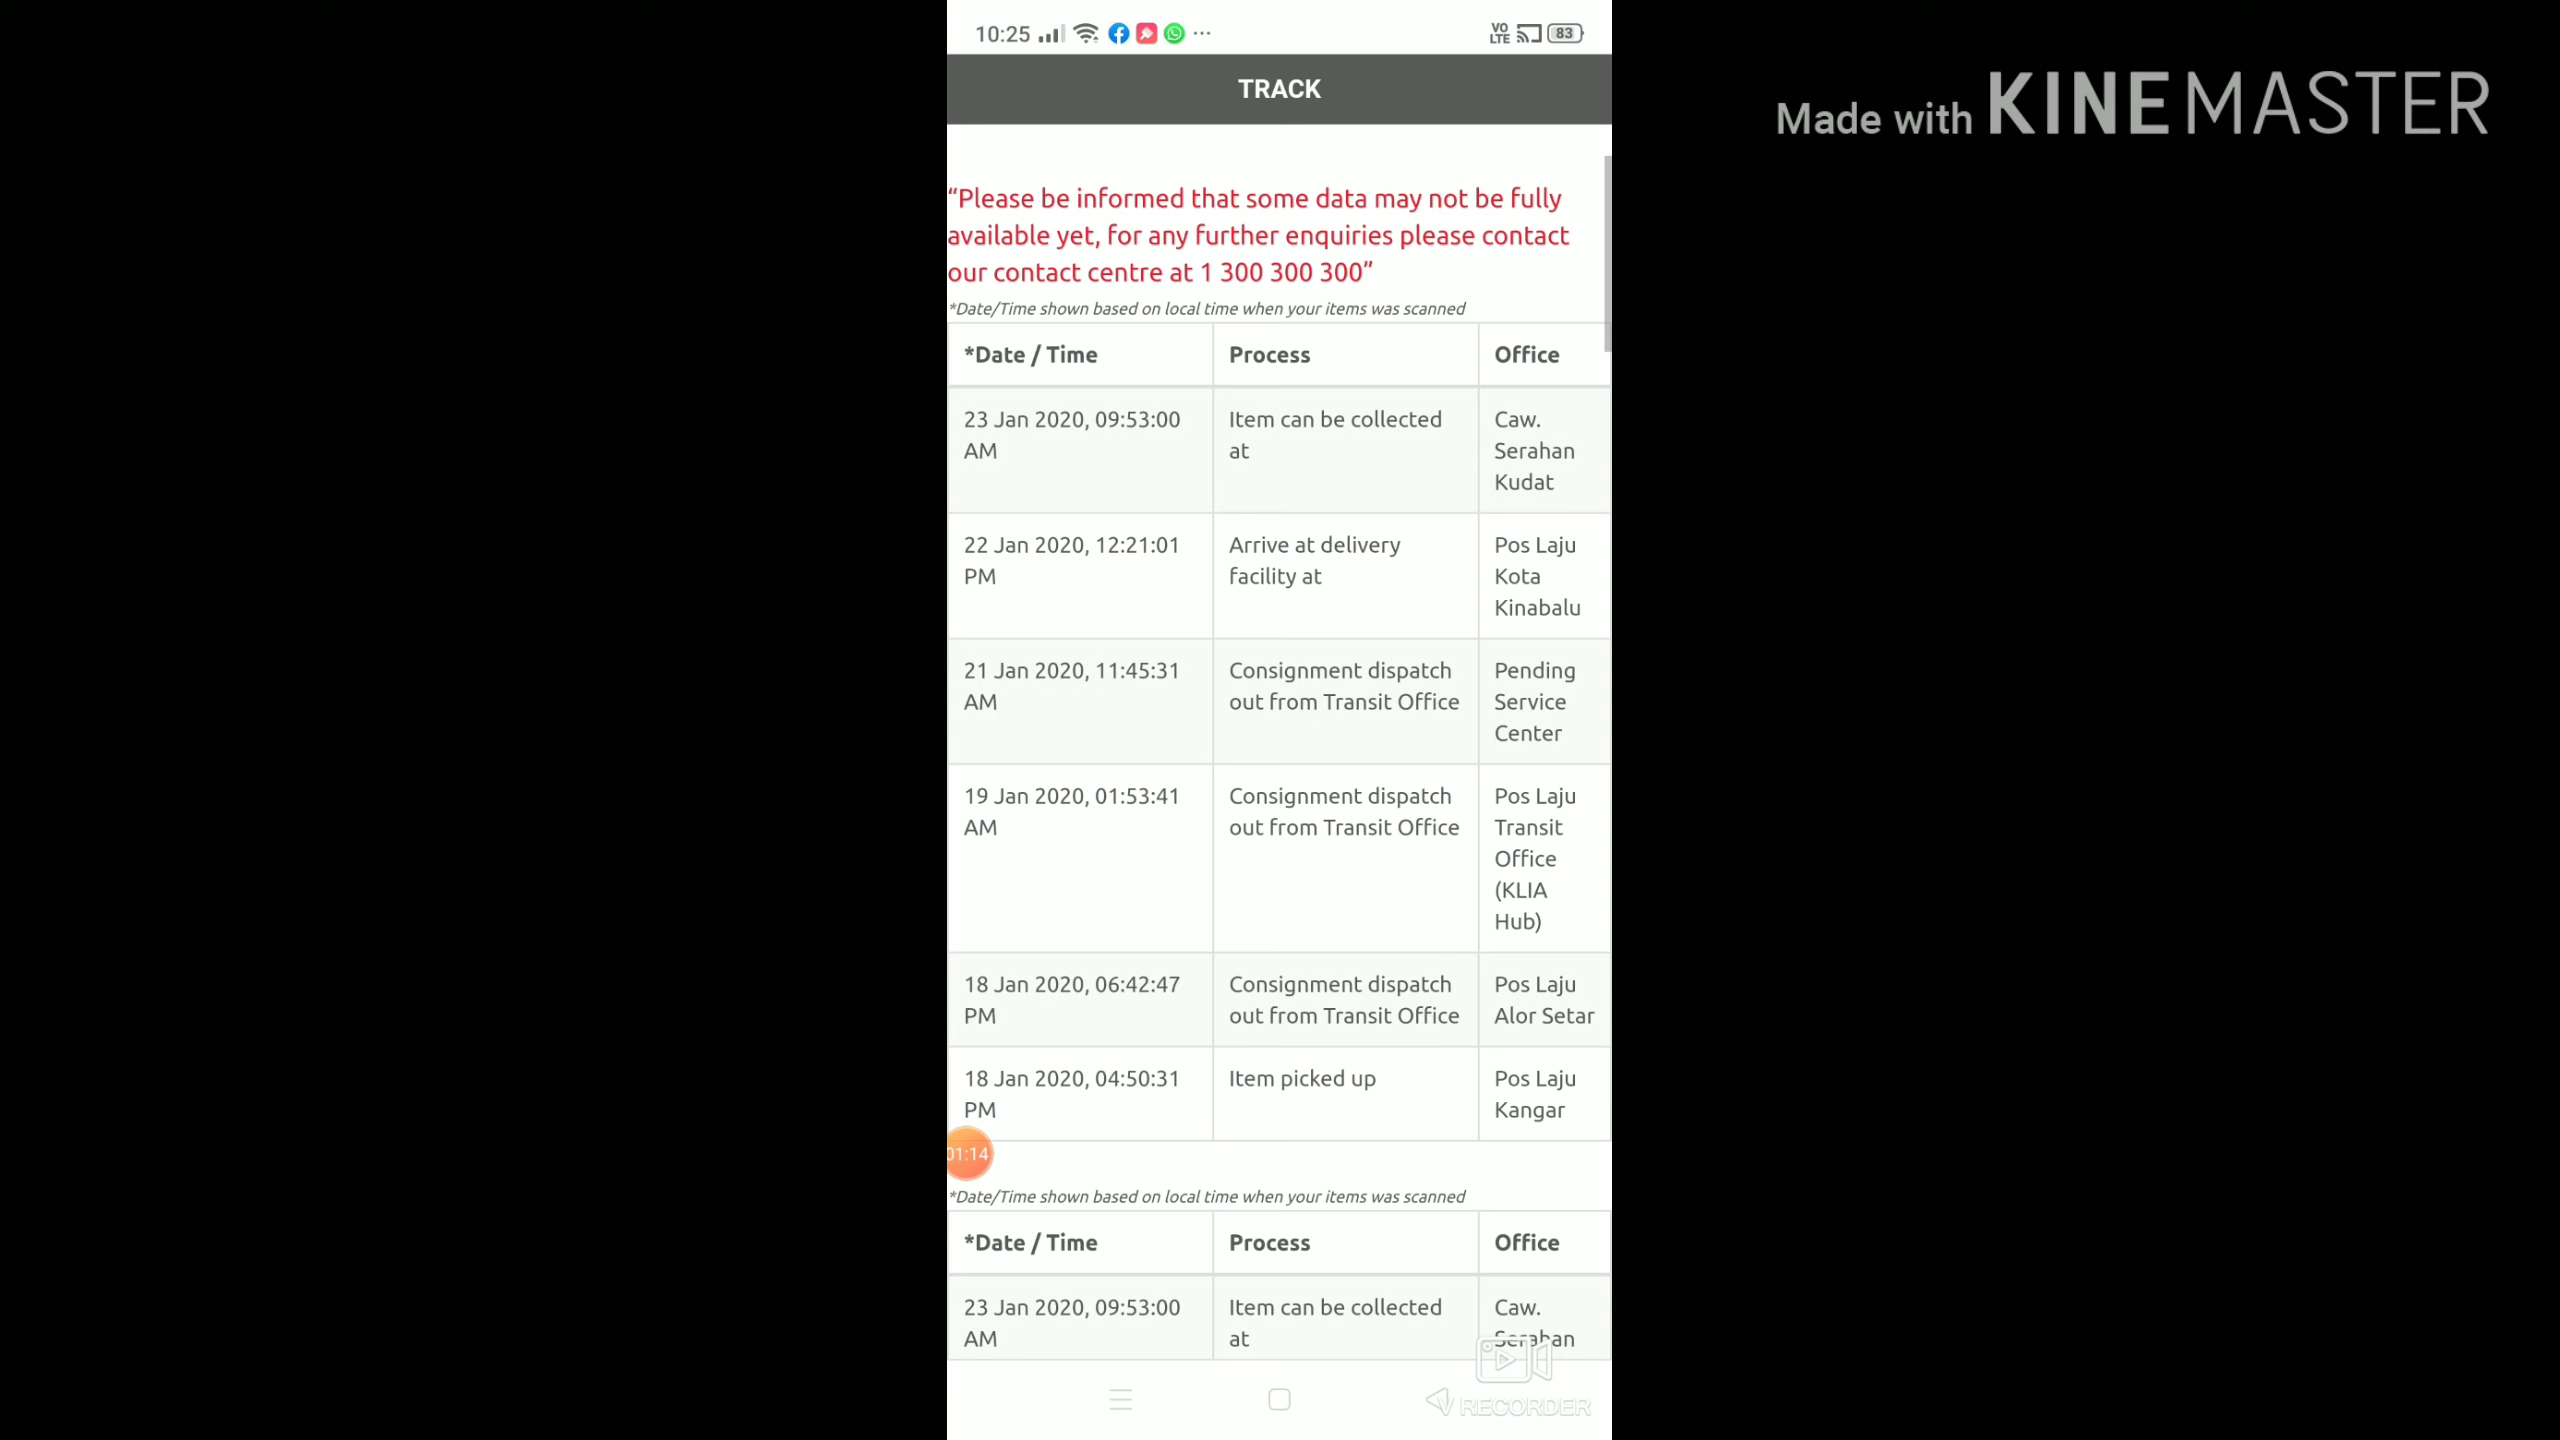 10:25 VO LTE 83
Made with KINEMASTER
TRACK
“Please be informed that some data may not be fully
available yet, for any further enquiries please contact
our contact centre at 1 300 300 300”
*Date/Time shown based on local time when your items was scanned
*Date / Time Process Office
23 Jan 2020, 09:53:00 Item can be collected Caw.
AM at Serahan
Kudat
22 Jan 2020, 12:21:01 Arrive at delivery Pos Laju
PM facility at Kota
Kinabalu
21 Jan 2020, 11:45:31 Consignment dispatch Pending
AM out from Transit Office Service
Center
19 Jan 2020, 01:53:41 Consignment dispatch Pos Laju
AM out from Transit Office Transit
Office
(KLIA
Hub)
18 Jan 2020, 06:42:47 Consignment dispatch Pos Laju
PM out from Transit Office Alor Setar
18 Jan 2020, 04:50:31 Item picked up Pos Laju
PM Kangar
01:14
*Date/Time shown based on local time when your items was scanned
*Date / Time Process Office
23 Jan 2020, 09:53:00 Item can be collected Caw.
AM at Serahan
V RECORDER